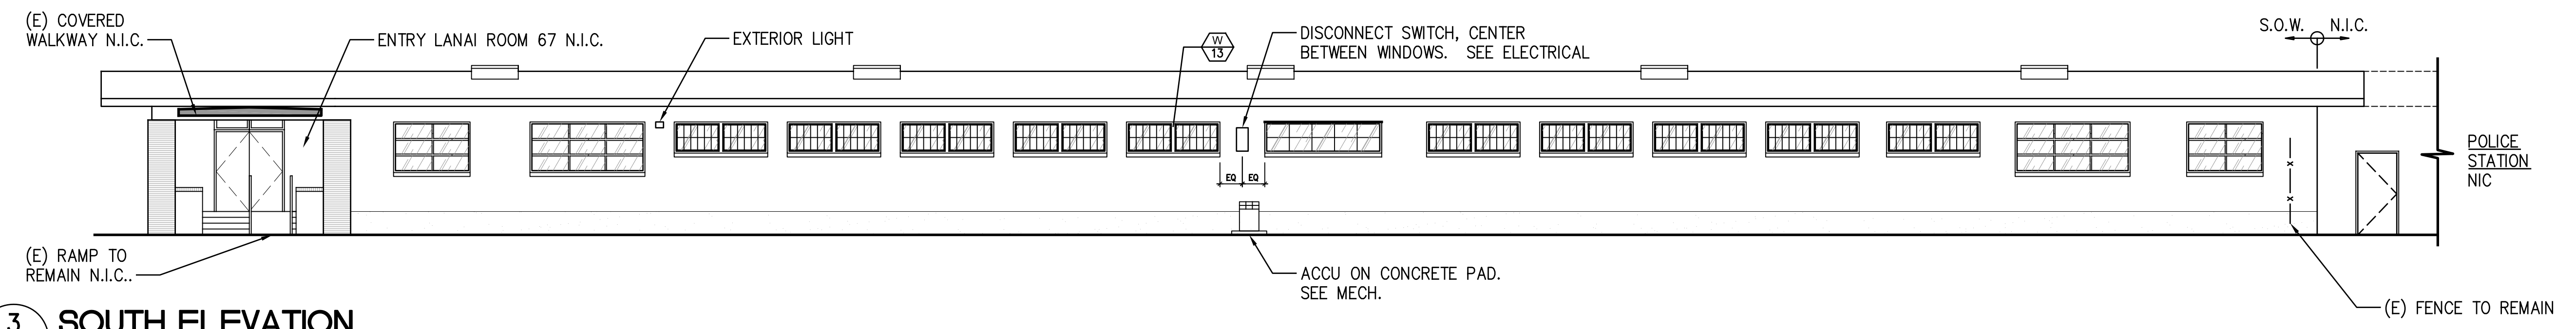 (E) COVERED
WALKWAY N.I.C.
ENTRY LANAI ROOM 67 N.I.C.
EXTERIOR LIGHT
W
13
DISCONNECT SWITCH, CENTER
BETWEEN WINDOWS. SEE ELECTRICAL
S.O.W. N.I.C.
EQ EQ
POLICE
STATION
NIC
x
x
(E) RAMP TO
REMAIN N.I.C..
ACCU ON CONCRETE PAD.
SEE MECH.
(E) FENCE TO REMAIN
3 SOUTH ELEVATION